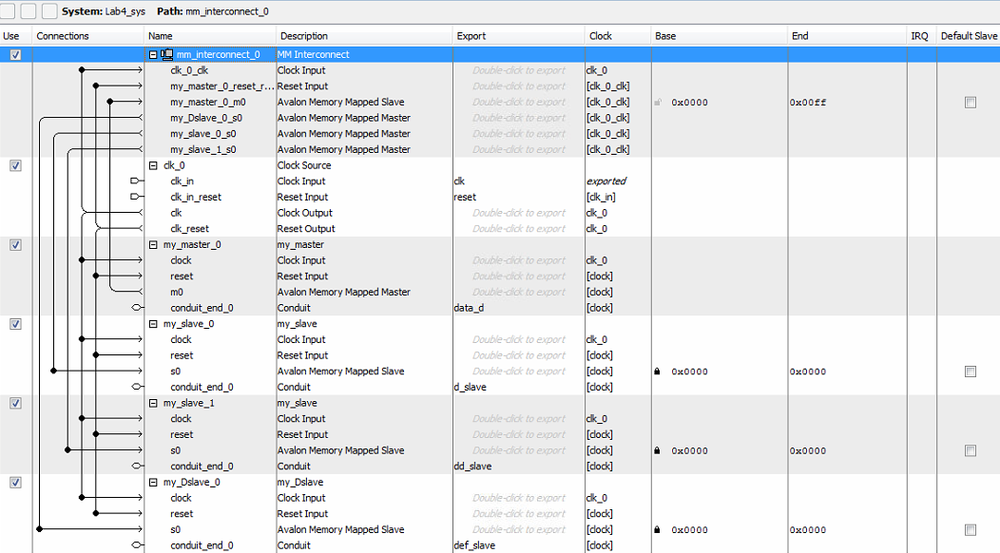 System: Lab4_sys Path: mm_interconnect_0
Use Connections Name Description Export Clock Base End IRQ Default Slave
mm_interconnect_0 MM Interconnect
clk_0_clk Clock Input Double-click to export clk_0
my_master_0_reset_r... Reset Input Double-click to export [clk_0_clk]
my_master_0_m0 Avalon Memory Mapped Slave Double-click to export [clk_0_clk] 0x0000 0x00ff
my_Dslave_0_s0 Avalon Memory Mapped Master Double-click to export [clk_0_clk]
my_slave_0_s0 Avalon Memory Mapped Master Double-click to export [clk_0_clk]
my_slave_1_s0 Avalon Memory Mapped Master Double-click to export [clk_0_clk]
clk_0 Clock Source
clk_in Clock Input clk exported
clk_in_reset Reset Input reset [clk_in]
clk Clock Output Double-click to export clk_0
clk_reset Reset Output Double-click to export clk_0
my_master_0 my_master
clock Clock Input Double-click to export clk_0
reset Reset Input Double-click to export [clock]
m0 Avalon Memory Mapped Master Double-click to export [clock]
conduit_end_0 Conduit data_d [clock]
my_slave_0 my_slave
clock Clock Input Double-click to export clk_0
reset Reset Input Double-click to export [clock]
s0 Avalon Memory Mapped Slave Double-click to export [clock] 0x0000 0x0000
conduit_end_0 Conduit d_slave [clock]
my_slave_1 my_slave
clock Clock Input Double-click to export clk_0
reset Reset Input Double-click to export [clock]
s0 Avalon Memory Mapped Slave Double-click to export [clock] 0x0000 0x0000
conduit_end_0 Conduit dd_slave [clock]
my_Dslave_0 my_Dslave
clock Clock Input Double-click to export clk_0
reset Reset Input Double-click to export [clock]
s0 Avalon Memory Mapped Slave Double-click to export [clock] 0x0000 0x0000
conduit_end_0 Conduit def_slave [clock]